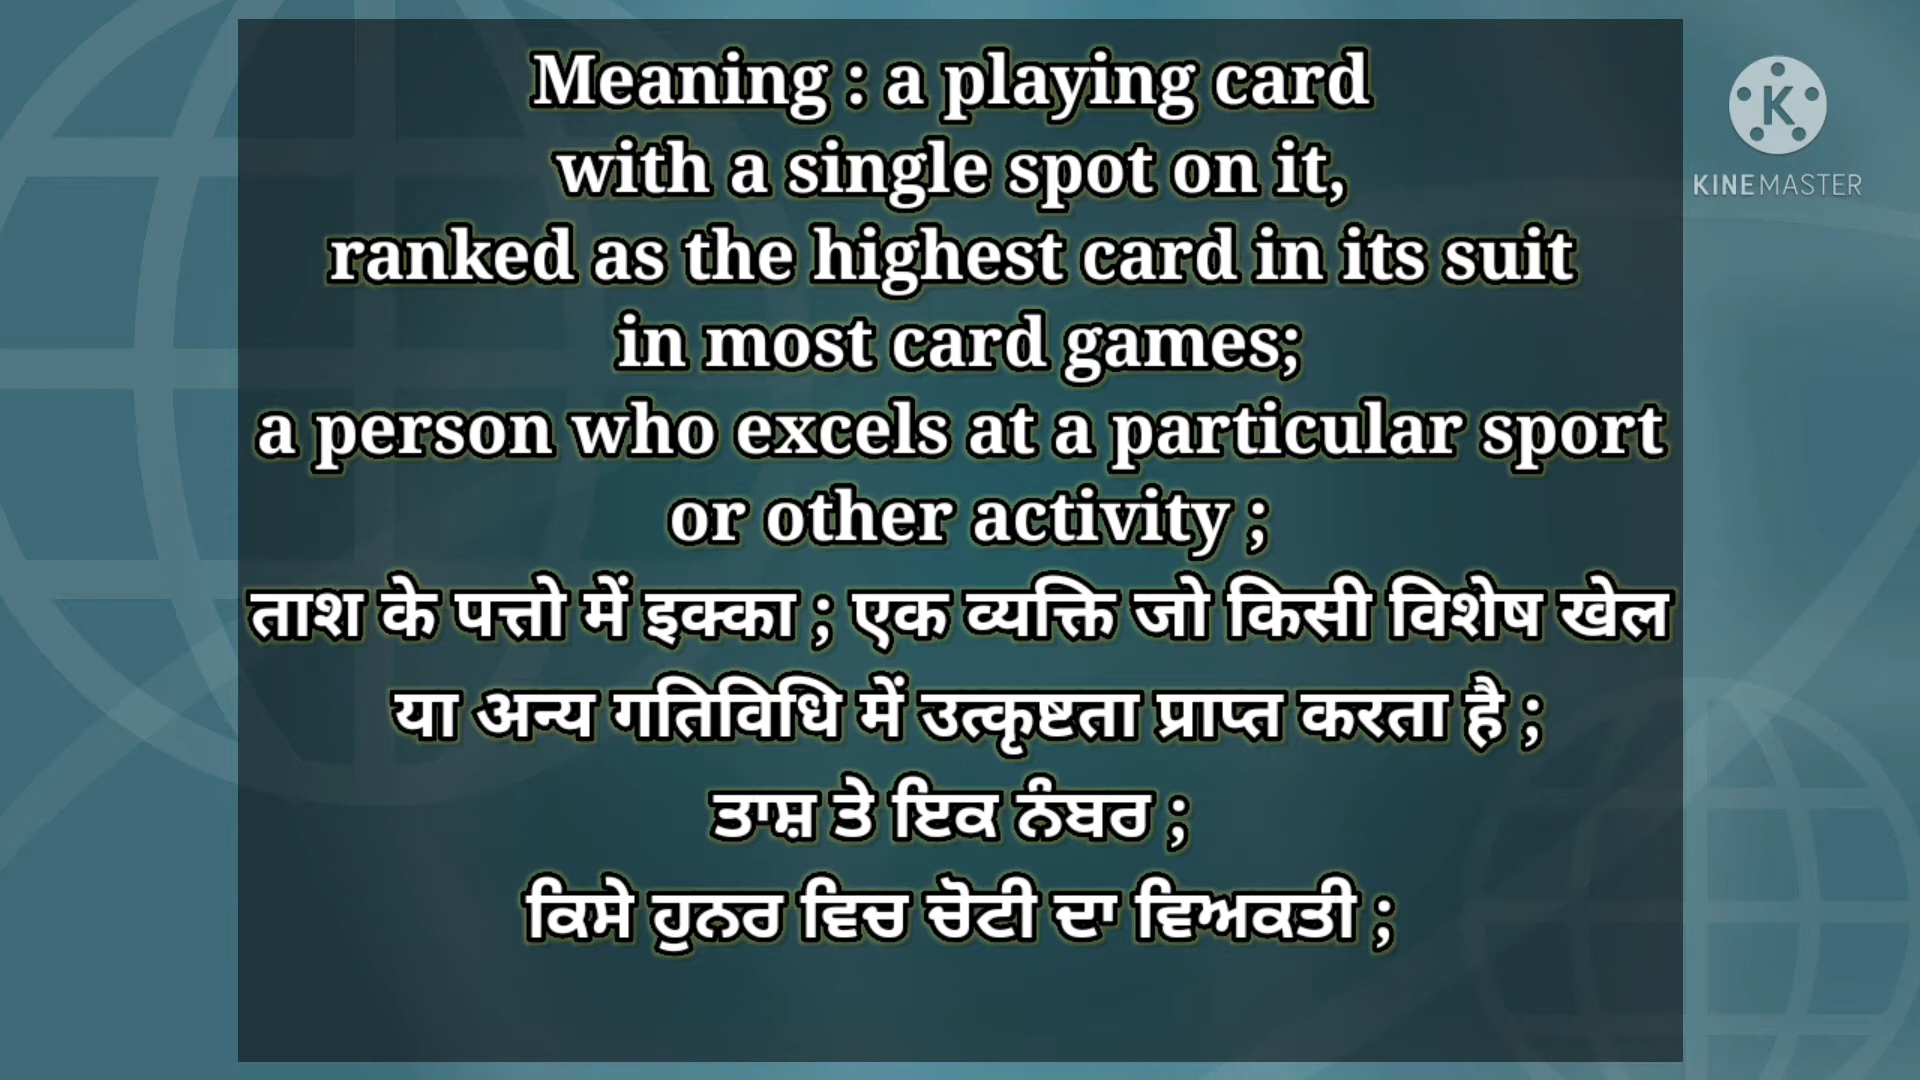 Meaning : a playing card
with a single spot on it,
ranked as the highest card in its suit
in most card games;
a person who excels at a particular sport
or other activity ;
ताश के पत्तो में इक्का ; एक व्यक्ति जो किसी विशेष खेल
या अन्य गतिविधि में उत्कृष्टता प्राप्त करता है ;
ਤਾਸ਼ ਤੇ ਇਕ ਨੰਬਰ ;
ਕਿਸੇ ਹੁਨਰ ਵਿਚ ਚੋਟੀ ਦਾ ਵਿਅਕਤੀ ;
K
KINEMASTER